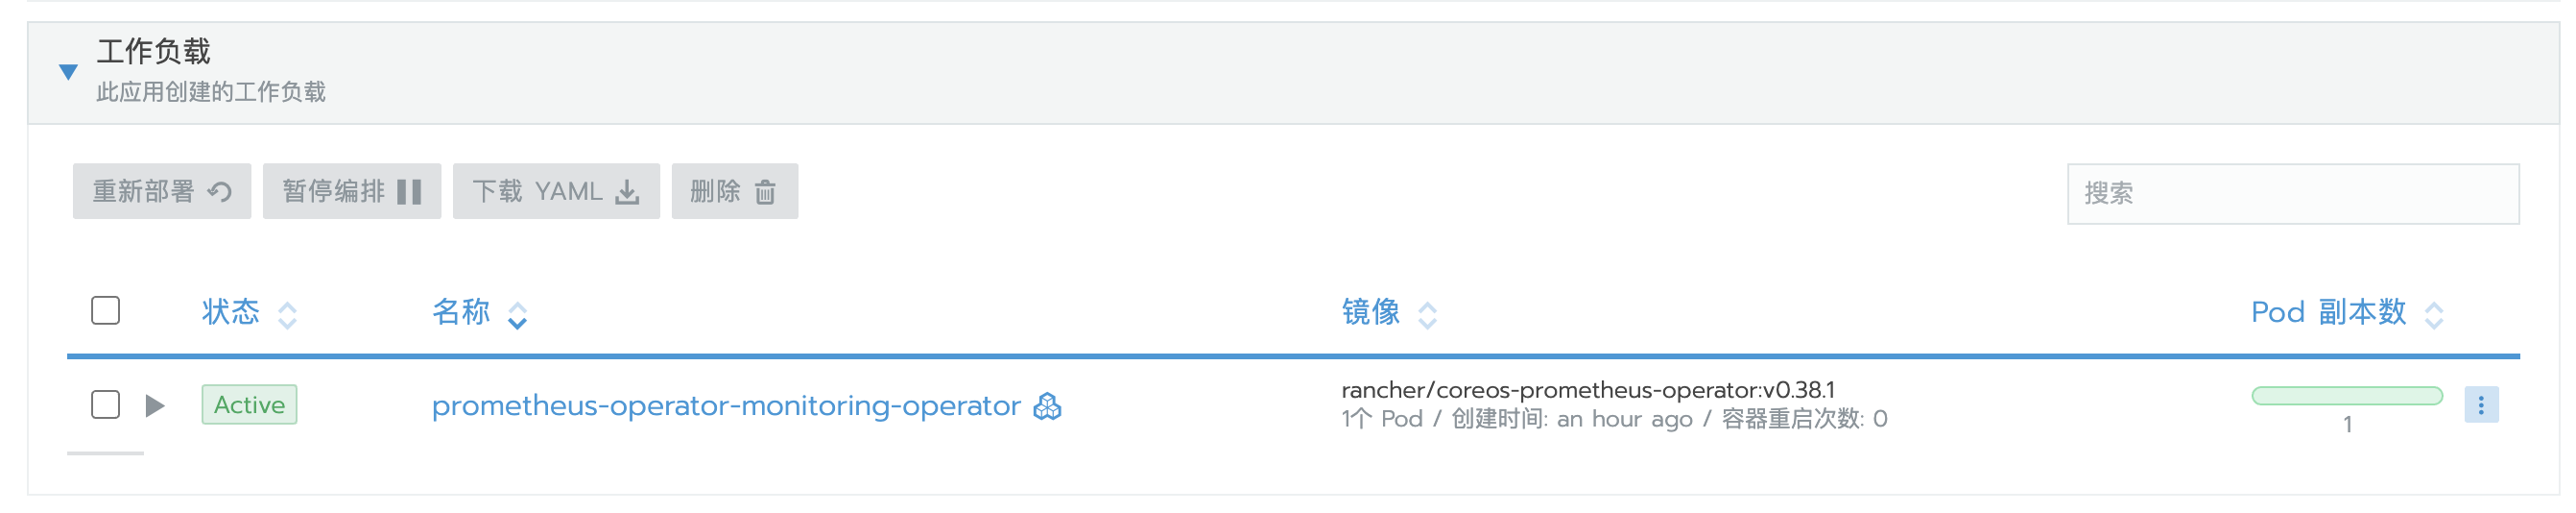 工作负载
此应用创建的工作负载
重新部署 暂停编排 下载 YAML 删除 搜索
状态 名称 镜像 Pod 副本数
Active prometheus-operator-monitoring-operator rancher/coreos-prometheus-operator:v0.38.1
1个 Pod / 创建时间: an hour ago / 容器重启次数: 0
1